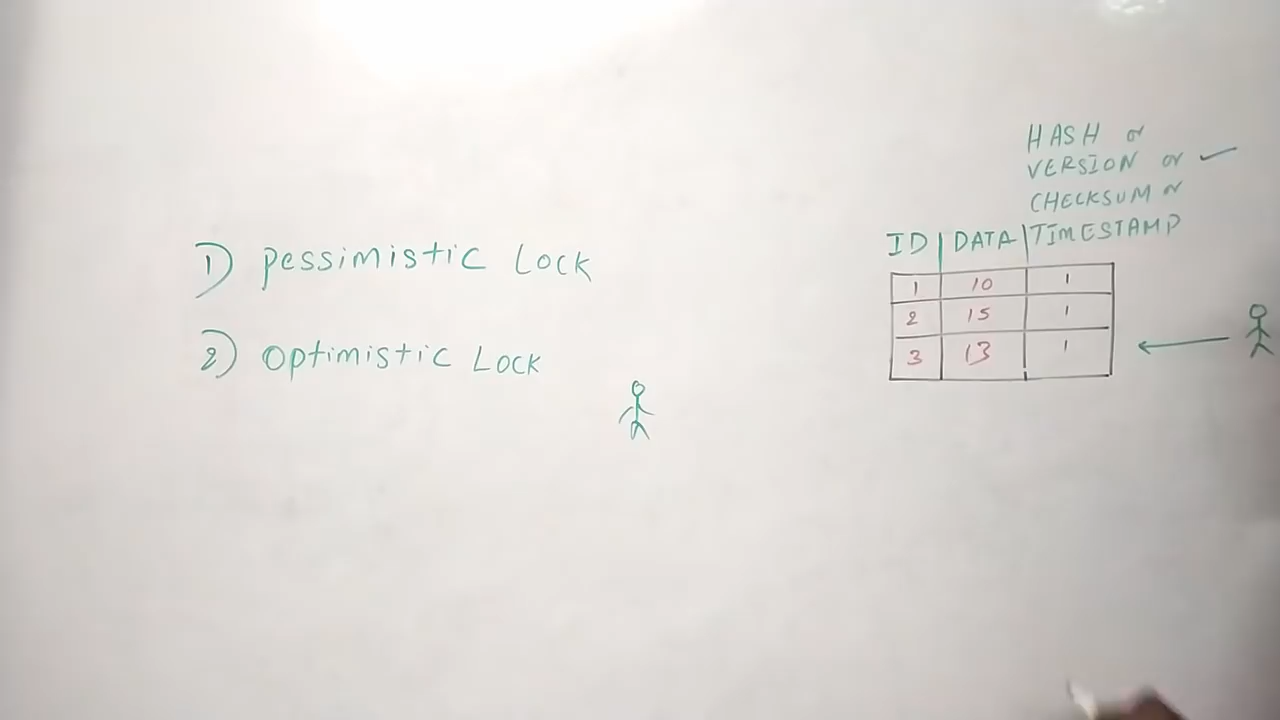 1) pessimistic Lock
2) optimistic Lock
HASH or
VERSION or
CHECKSUM or
ID DATA TIMESTAMP
1 10 1
2 15 1
3 13 1